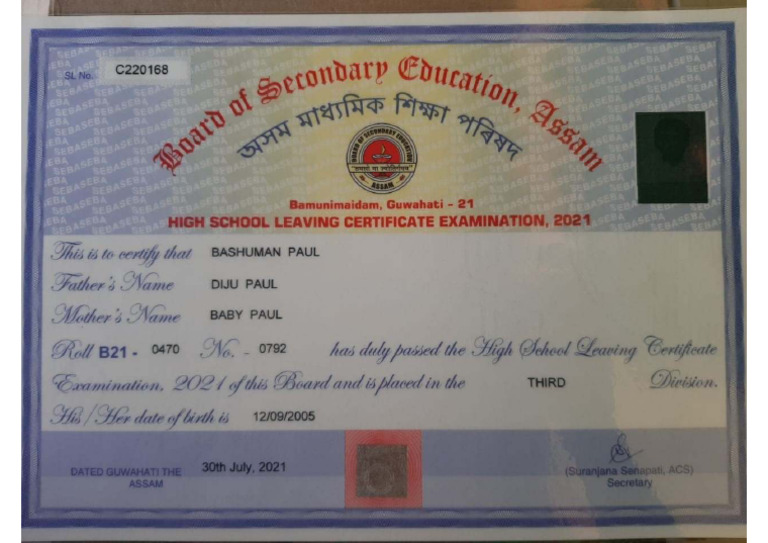 SL No. C220168
Board of Secondary Education, Assam
অসম মাধ্যমিক শিক্ষা পৰিষদ
BOARD OF SECONDARY EDUCATION
ASSAM
Bamunimaidam, Guwahati - 21
HIGH SCHOOL LEAVING CERTIFICATE EXAMINATION, 2021
This is to certify that BASHUMAN PAUL
Father's Name DIJU PAUL
Mother's Name BABY PAUL
Roll B21 - 0470 No. - 0792 has duly passed the High School Leaving Certificate
Examination, 2021 of this Board and is placed in the THIRD Division.
His / Her date of birth is 12/09/2005
DATED GUWAHATI THE 30th July, 2021
ASSAM
(Suranjana Senapati, ACS)
Secretary